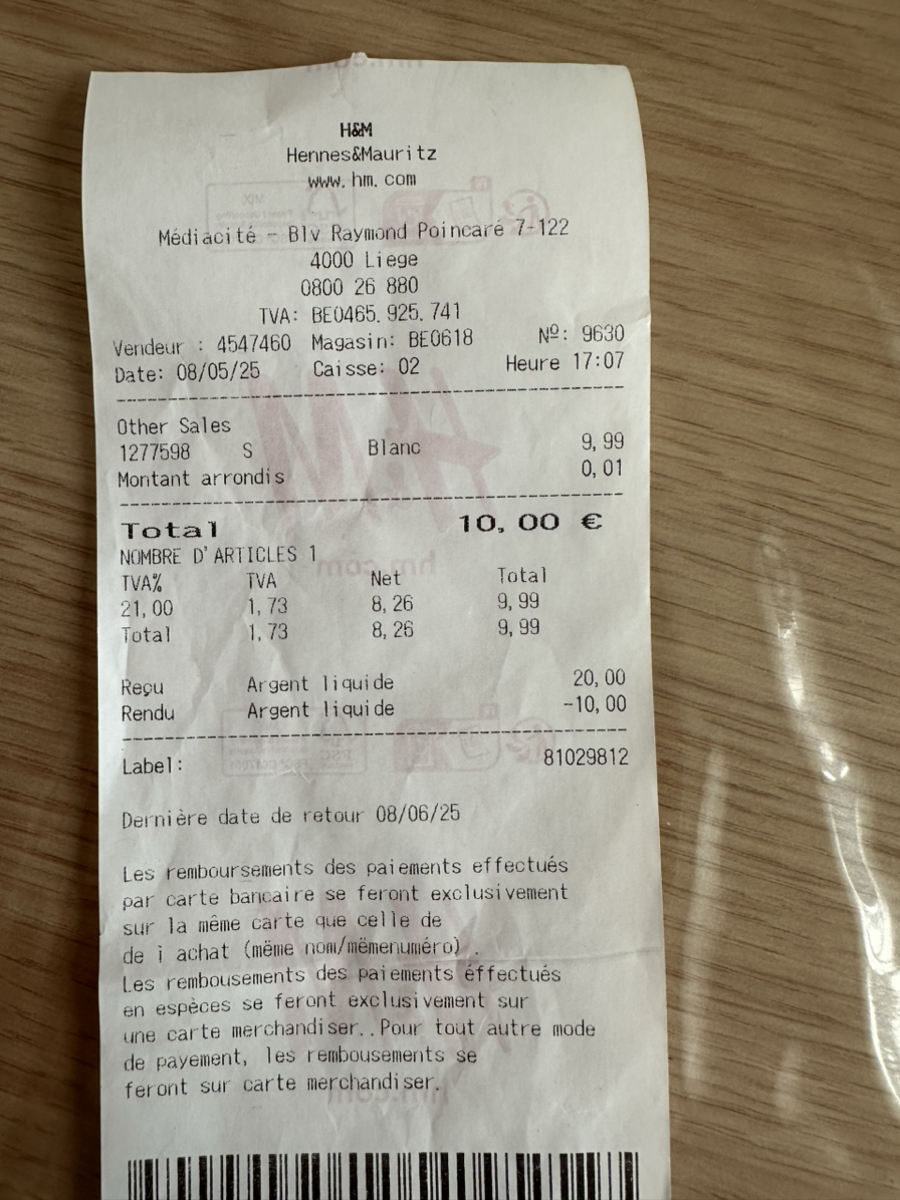 H&M
Hennes&Mauritz
www.hm.com
Médiacité - Blv Raymond Poincaré 7-122
4000 Liege
0800 26 880
TVA: BE0465.925.741
Vendeur : 4547460 Magasin: BE0618 Nº: 9630
Date: 08/05/25 Caisse: 02 Heure 17:07
Other Sales
1277598 S Blanc 9,99
Montant arrondis 0,01
Total 10,00 €
NOMBRE D'ARTICLES 1
TVA% TVA Net Total
21,00 1,73 8,26 9,99
Total 1,73 8,26 9,99
Reçu Argent liquide 20,00
Rendu Argent liquide -10,00
Label: 81029812
Dernière date de retour 08/06/25
Les remboursements des paiements effectués
par carte bancaire se feront exclusivement
sur la même carte que celle de
de i achat (mëme nom/mëmenuméro) .
Les rembousements des paiements éffectués
en espèces se feront exclusivement sur
une carte merchandiser..Pour tout autre mode
de payement, les rembousements se
feront sur carte merchandiser.